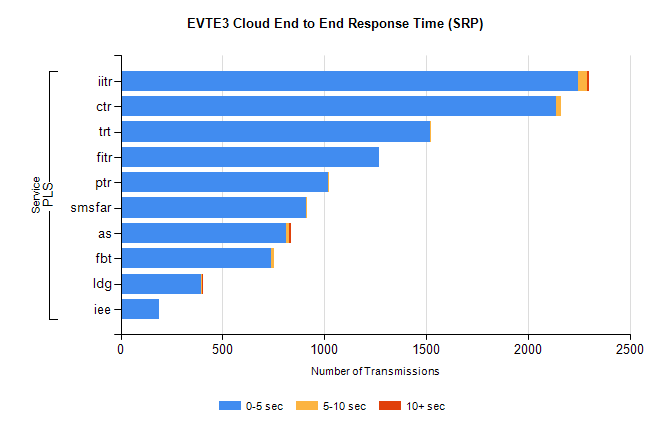 EVTE3 Cloud End to End Response Time (SRP)
Service
PLS
iitr
ctr
trt
fitr
ptr
smsfar
as
fbt
ldg
iee
0 500 1000 1500 2000 2500
Number of Transmissions
0-5 sec 5-10 sec 10+ sec